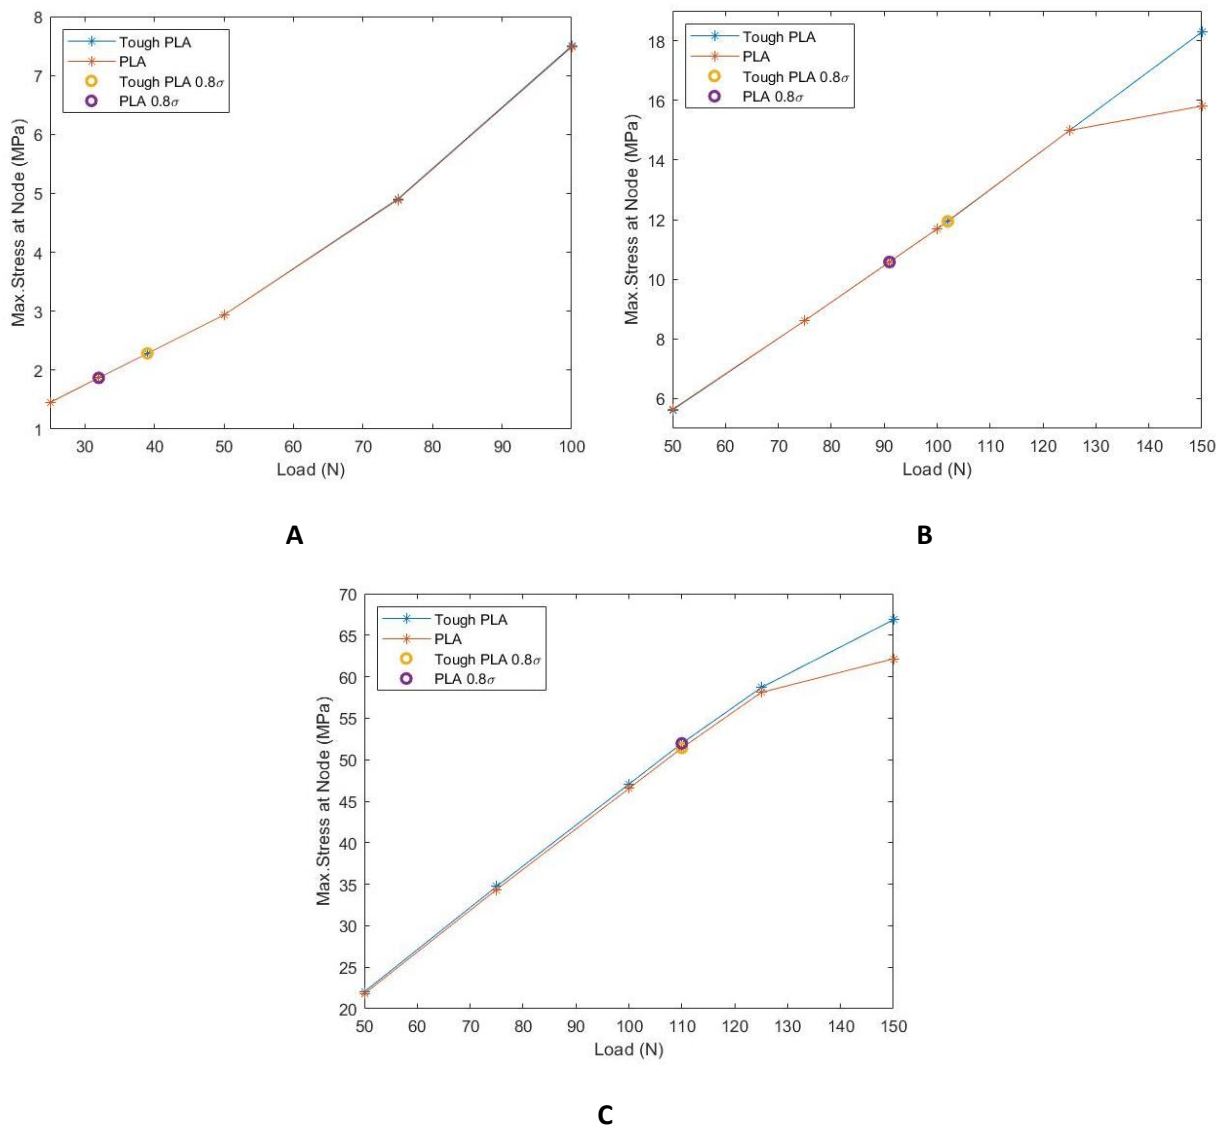 8
7
6
5
4
3
2
1
Max.Stress at Node (MPa)
Tough PLA
PLA
Tough PLA 0.8σ
PLA 0.8σ
30 40 50 60 70 80 90 100
Load (N)
A
18
16
14
12
10
8
6
Max.Stress at Node (MPa)
Tough PLA
PLA
Tough PLA 0.8σ
PLA 0.8σ
50 60 70 80 90 100 110 120 130 140 150
Load (N)
B
70
65
60
55
50
45
40
35
30
25
20
Max.Stress at Node (MPa)
Tough PLA
PLA
Tough PLA 0.8σ
PLA 0.8σ
50 60 70 80 90 100 110 120 130 140 150
Load (N)
C